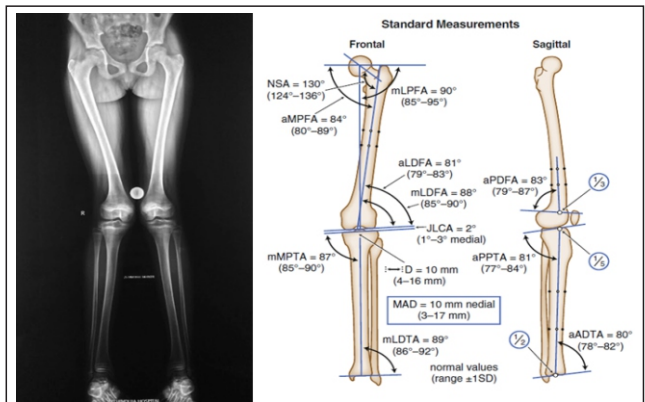 Standard Measurements
Frontal
Sagittal
NSA = 130°
(124°–136°)
mLPFA = 90°
(85°–95°)
aMPFA = 84°
(80°–89°)
aLDFA = 81°
(79°–83°)
mLDFA = 88°
(85°–90°)
aPDFA = 83°
(79°–87°)
1/3
JLCA = 2°
(1°–3° medial)
mMPTA = 87°
(85°–90°)
D = 10 mm
(4–16 mm)
aPPTA = 81°
(77°–84°)
1/5
MAD = 10 mm nedial
(3–17 mm)
mLDTA = 89°
(86°–92°)
1/2
aADTA = 80°
(78°–82°)
normal values
(range ±1SD)
R